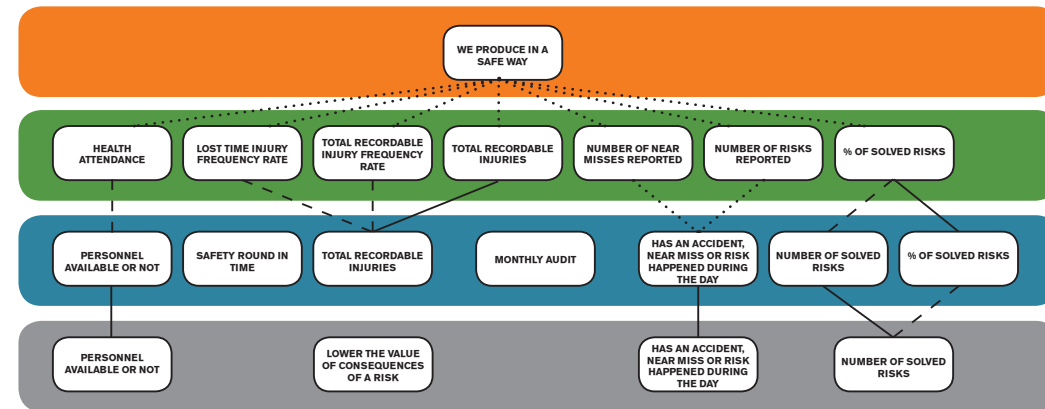 WE PRODUCE IN A
SAFE WAY
HEALTH
ATTENDANCE
LOST TIME INJURY
FREQUENCY RATE
TOTAL RECORDABLE
INJURY FREQUENCY
RATE
TOTAL RECORDABLE
INJURIES
NUMBER OF NEAR
MISSES REPORTED
NUMBER OF RISKS
REPORTED
% OF SOLVED RISKS
PERSONNEL
AVAILABLE OR NOT
SAFETY ROUND IN
TIME
TOTAL RECORDABLE
INJURIES
MONTHLY AUDIT
HAS AN ACCIDENT,
NEAR MISS OR RISK
HAPPENED DURING
THE DAY
NUMBER OF SOLVED
RISKS
% OF SOLVED RISKS
PERSONNEL
AVAILABLE OR NOT
LOWER THE VALUE
OF CONSEQUENCES
OF A RISK
HAS AN ACCIDENT,
NEAR MISS OR RISK
HAPPENED DURING
THE DAY
NUMBER OF SOLVED
RISKS